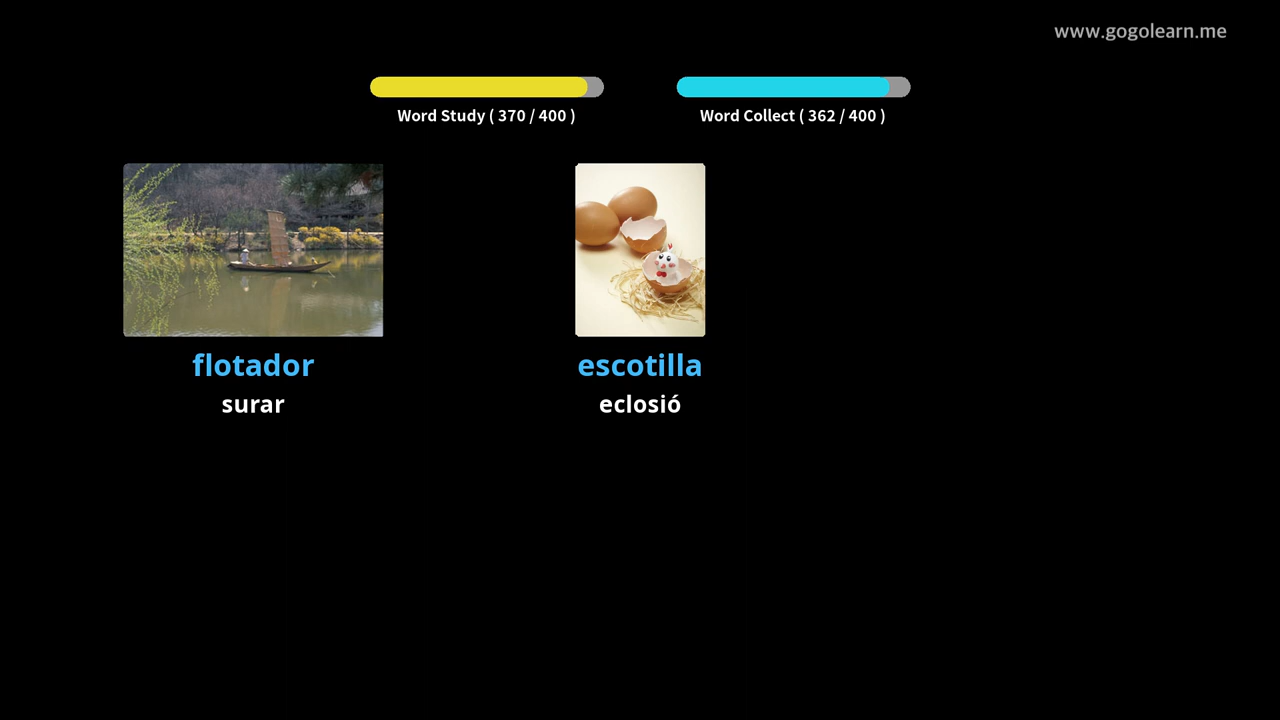 www.gogolearn.me
Word Study ( 370 / 400 )
Word Collect ( 362 / 400 )
flotador
surar
escotilla
eclosió